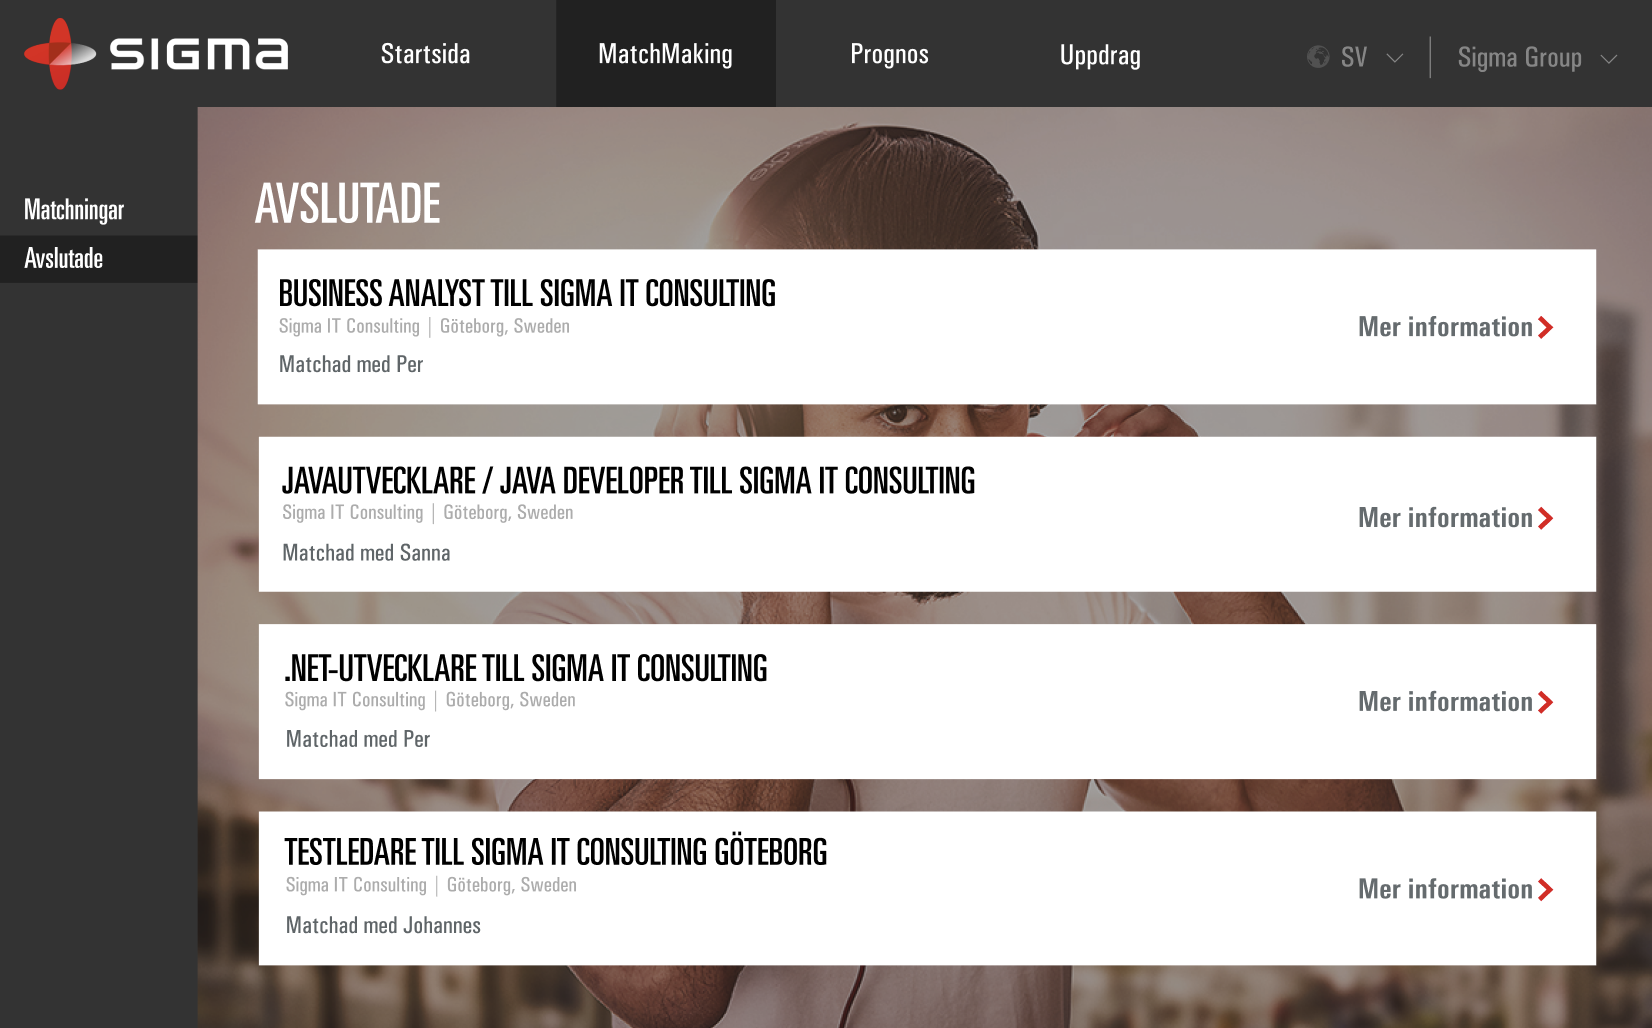 SIGMA
Startsida
MatchMaking
Prognos
Uppdrag
SV
Sigma Group
Matchningar
Avslutade
AVSLUTADE
BUSINESS ANALYST TILL SIGMA IT CONSULTING
Sigma IT Consulting | Göteborg, Sweden
Matchad med Per
Mer information
JAVAUTVECKLARE / JAVA DEVELOPER TILL SIGMA IT CONSULTING
Sigma IT Consulting | Göteborg, Sweden
Matchad med Sanna
Mer information
.NET-UTVECKLARE TILL SIGMA IT CONSULTING
Sigma IT Consulting | Göteborg, Sweden
Matchad med Per
Mer information
TESTLEDARE TILL SIGMA IT CONSULTING GÖTEBORG
Sigma IT Consulting | Göteborg, Sweden
Matchad med Johannes
Mer information